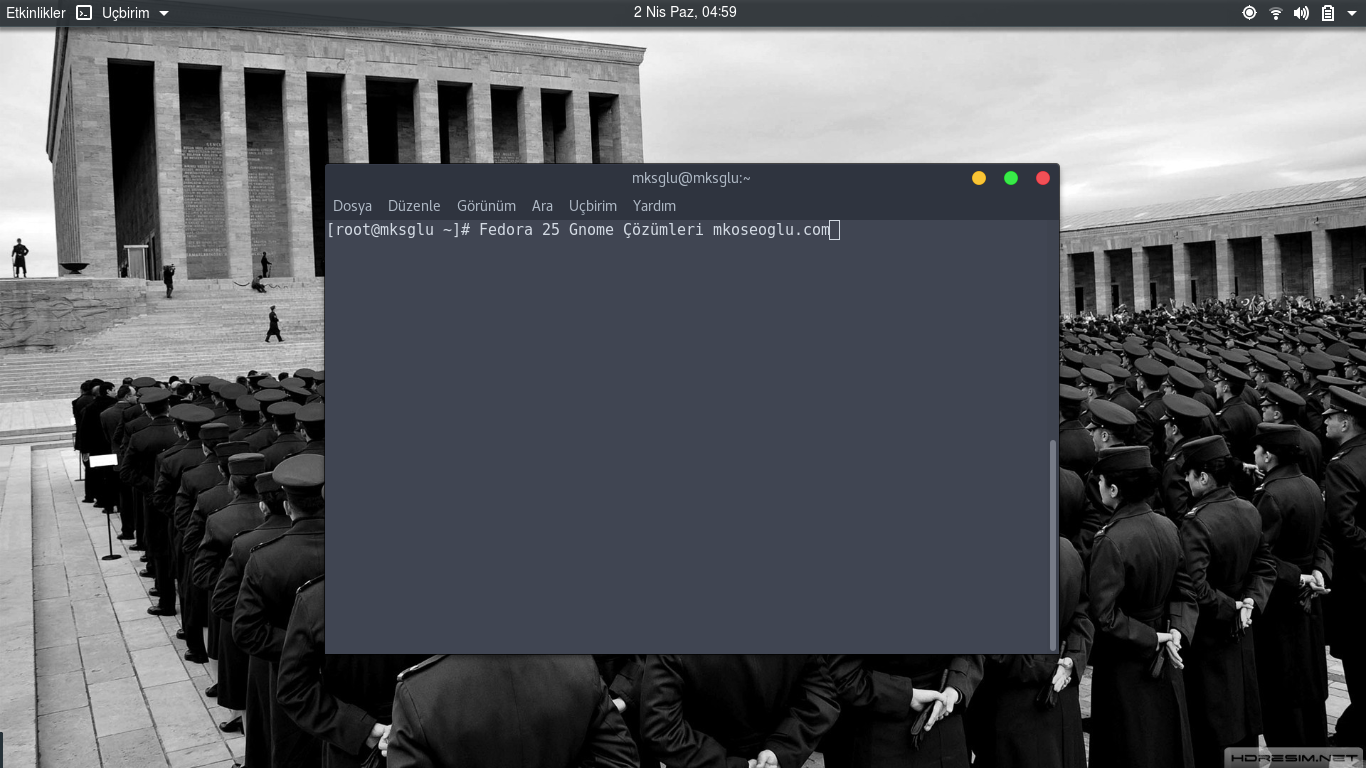 Etkinlikler Uçbirim 2 Nis Paz, 04:59
mksglu@mksglu:~
Dosya Düzenle Görünüm Ara Uçbirim Yardım
[root@mksglu ~]# Fedora 25 Gnome Çözümleri mkoseoglu.com
HDRESIM.NET